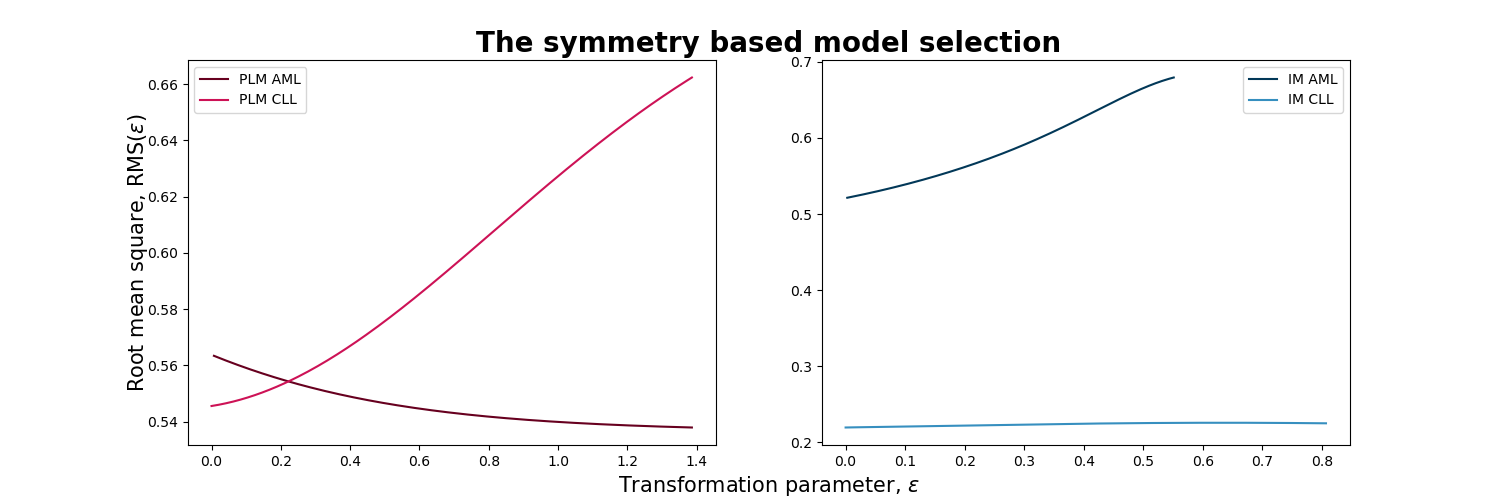 The symmetry based model selection
Root mean square, RMS(ε)
0.66
0.64
0.62
0.60
0.58
0.56
0.54
PLM AML
PLM CLL
0.0 0.2 0.4 0.6 0.8 1.0 1.2 1.4
0.7
0.6
0.5
0.4
0.3
0.2
IM AML
IM CLL
0.0 0.1 0.2 0.3 0.4 0.5 0.6 0.7 0.8
Transformation parameter, ε